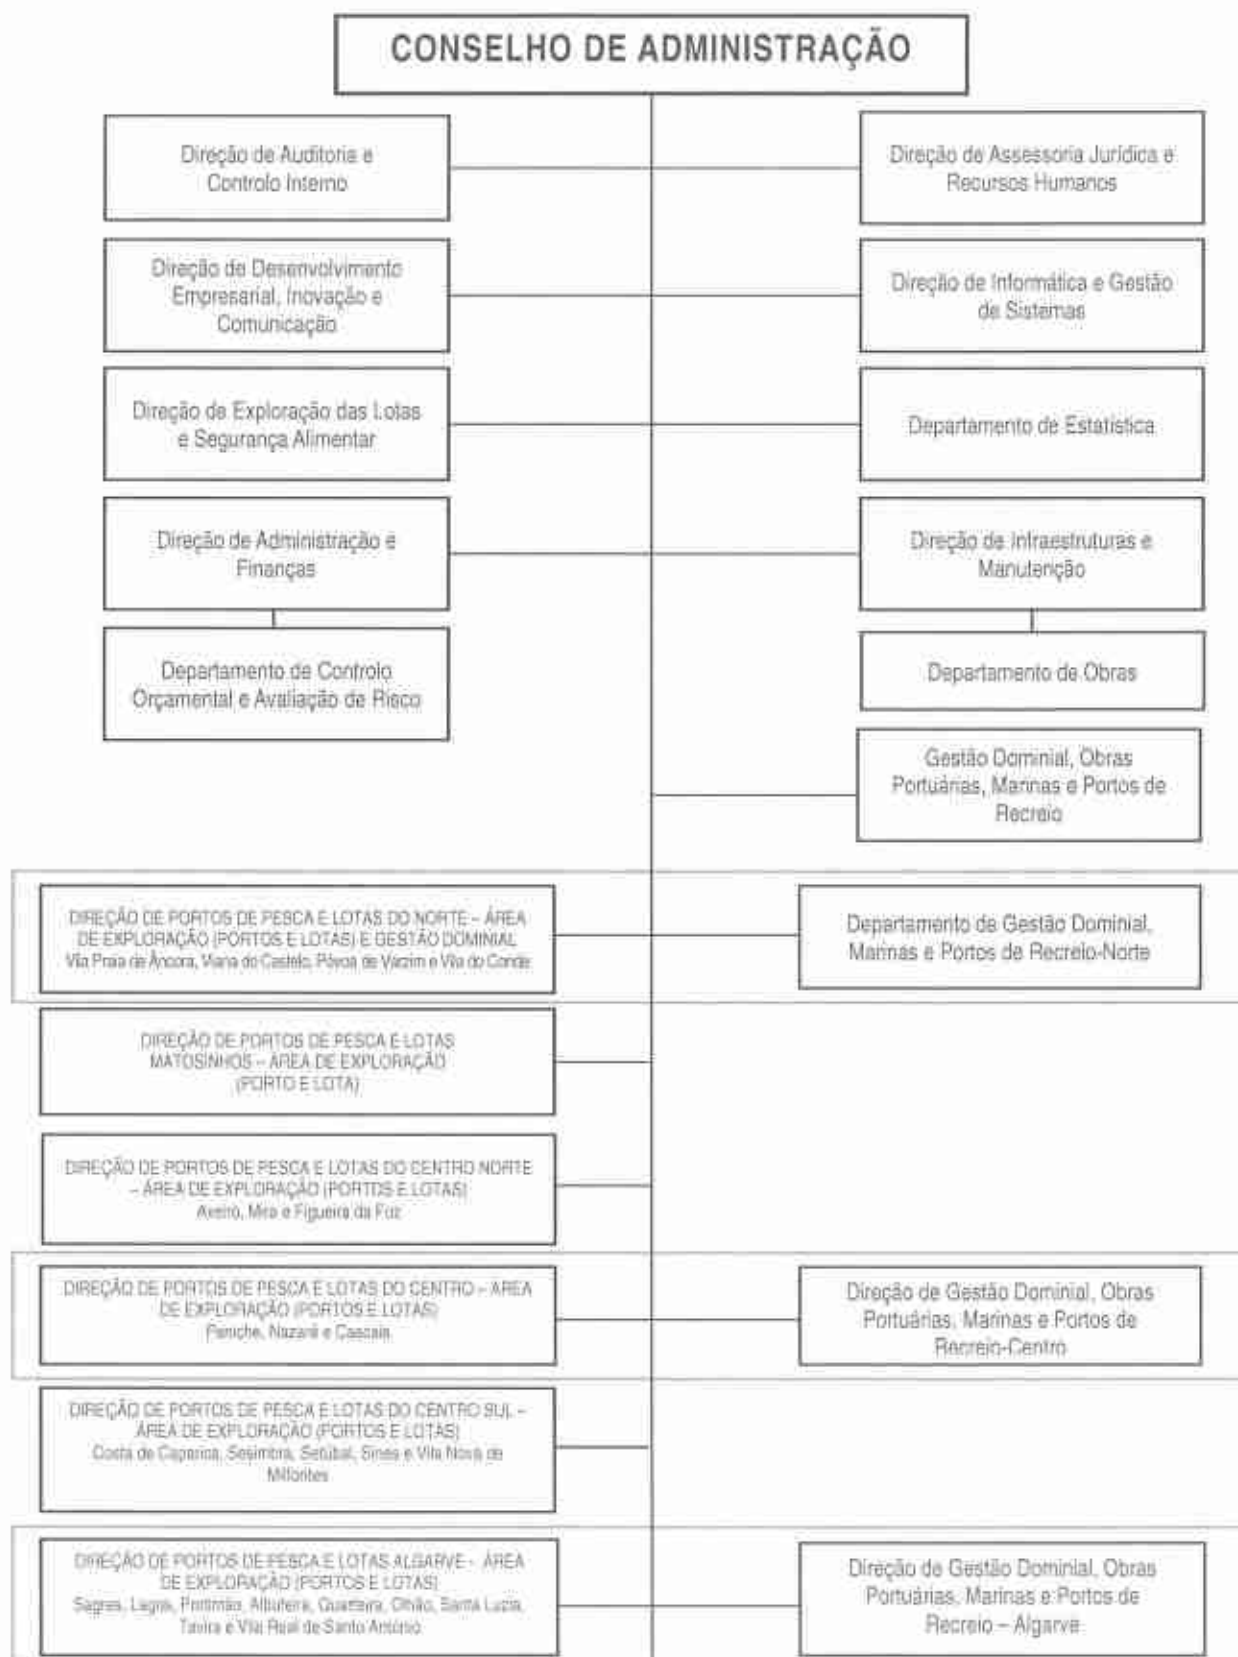 CONSELHO DE ADMINISTRAÇÃO
Direção de Auditoria e
Controlo Interno
Direção de Assessoria Jurídica e
Recursos Humanos
Direção de Desenvolvimento
Empresarial, Inovação e
Comunicação
Direção de Informática e Gestão
de Sistemas
Direção de Exploração das Lotas
e Segurança Alimentar
Departamento de Estatística
Direção de Administração e
Finanças
Direção de Infraestruturas e
Manutenção
Departamento de Controlo
Orçamental e Avaliação de Risco
Departamento de Obras
Gestão Dominial, Obras
Portuárias, Marinas e Portos de
Recreio
DIREÇÃO DE PORTOS DE PESCA E LOTAS DO NORTE – ÁREA
DE EXPLORAÇÃO (PORTOS E LOTAS) E GESTÃO DOMINIAL
Vila Praia de Âncora, Viana do Castelo, Póvoa de Varzim e Vila do Conde
Departamento de Gestão Dominial,
Marinas e Portos de Recreio-Norte
DIREÇÃO DE PORTOS DE PESCA E LOTAS
MATOSINHOS – ÁREA DE EXPLORAÇÃO
(PORTO E LOTA)
DIREÇÃO DE PORTOS DE PESCA E LOTAS DO CENTRO NORTE
– ÁREA DE EXPLORAÇÃO (PORTOS E LOTAS)
Aveiro, Mira e Figueira da Foz
DIREÇÃO DE PORTOS DE PESCA E LOTAS DO CENTRO – ÁREA
DE EXPLORAÇÃO (PORTOS E LOTAS)
Peniche, Nazaré e Cascais
Direção de Gestão Dominial, Obras
Portuárias, Marinas e Portos de
Recreio-Centro
DIREÇÃO DE PORTOS DE PESCA E LOTAS DO CENTRO SUL –
ÁREA DE EXPLORAÇÃO (PORTOS E LOTAS)
Costa de Caparica, Sesimbra, Setúbal, Sines e Vila Nova de
Milfontes
DIREÇÃO DE PORTOS DE PESCA E LOTAS ALGARVE - ÁREA
DE EXPLORAÇÃO (PORTOS E LOTAS)
Sagres, Lagos, Portimão, Albufeira, Quarteira, Olhão, Santa Luzia,
Tavira e Vila Real de Santo António
Direção de Gestão Dominial, Obras
Portuárias, Marinas e Portos de
Recreio – Algarve